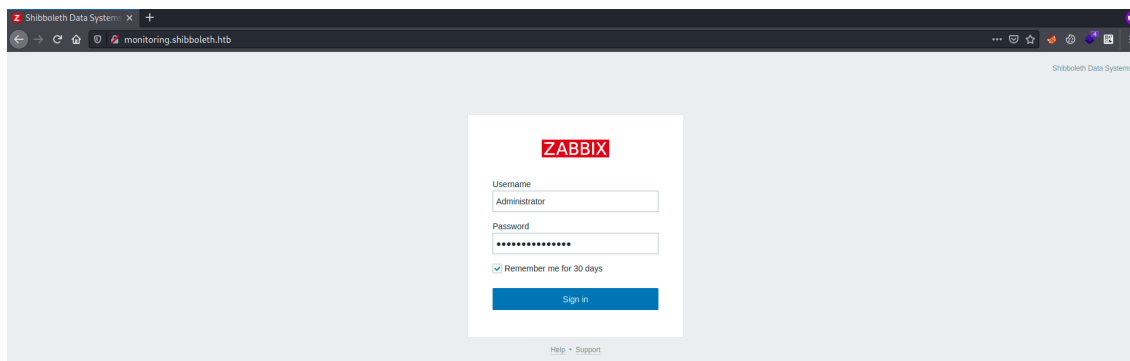 Z Shibboleth Data Systems × +
monitoring.shibboleth.htb
Shibboleth Data Systems
ZABBIX
Username
Administrator
Password
•••••••••••••••
Remember me for 30 days
Sign in
Help • Support